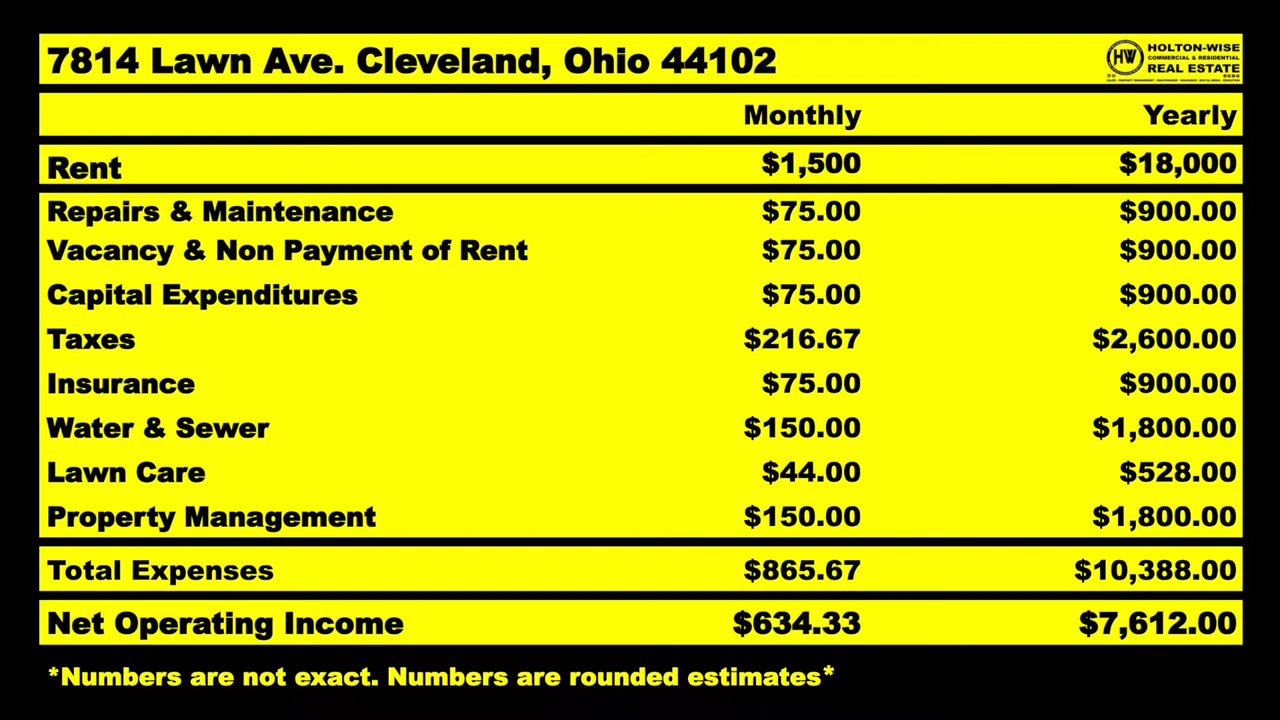 7814 Lawn Ave. Cleveland, Ohio 44102
HW
HOLTON-WISE
COMMERCIAL & RESIDENTIAL
REAL ESTATE
Monthly Yearly
Rent $1,500 $18,000
Repairs & Maintenance $75.00 $900.00
Vacancy & Non Payment of Rent $75.00 $900.00
Capital Expenditures $75.00 $900.00
Taxes $216.67 $2,600.00
Insurance $75.00 $900.00
Water & Sewer $150.00 $1,800.00
Lawn Care $44.00 $528.00
Property Management $150.00 $1,800.00
Total Expenses $865.67 $10,388.00
Net Operating Income $634.33 $7,612.00
*Numbers are not exact. Numbers are rounded estimates*